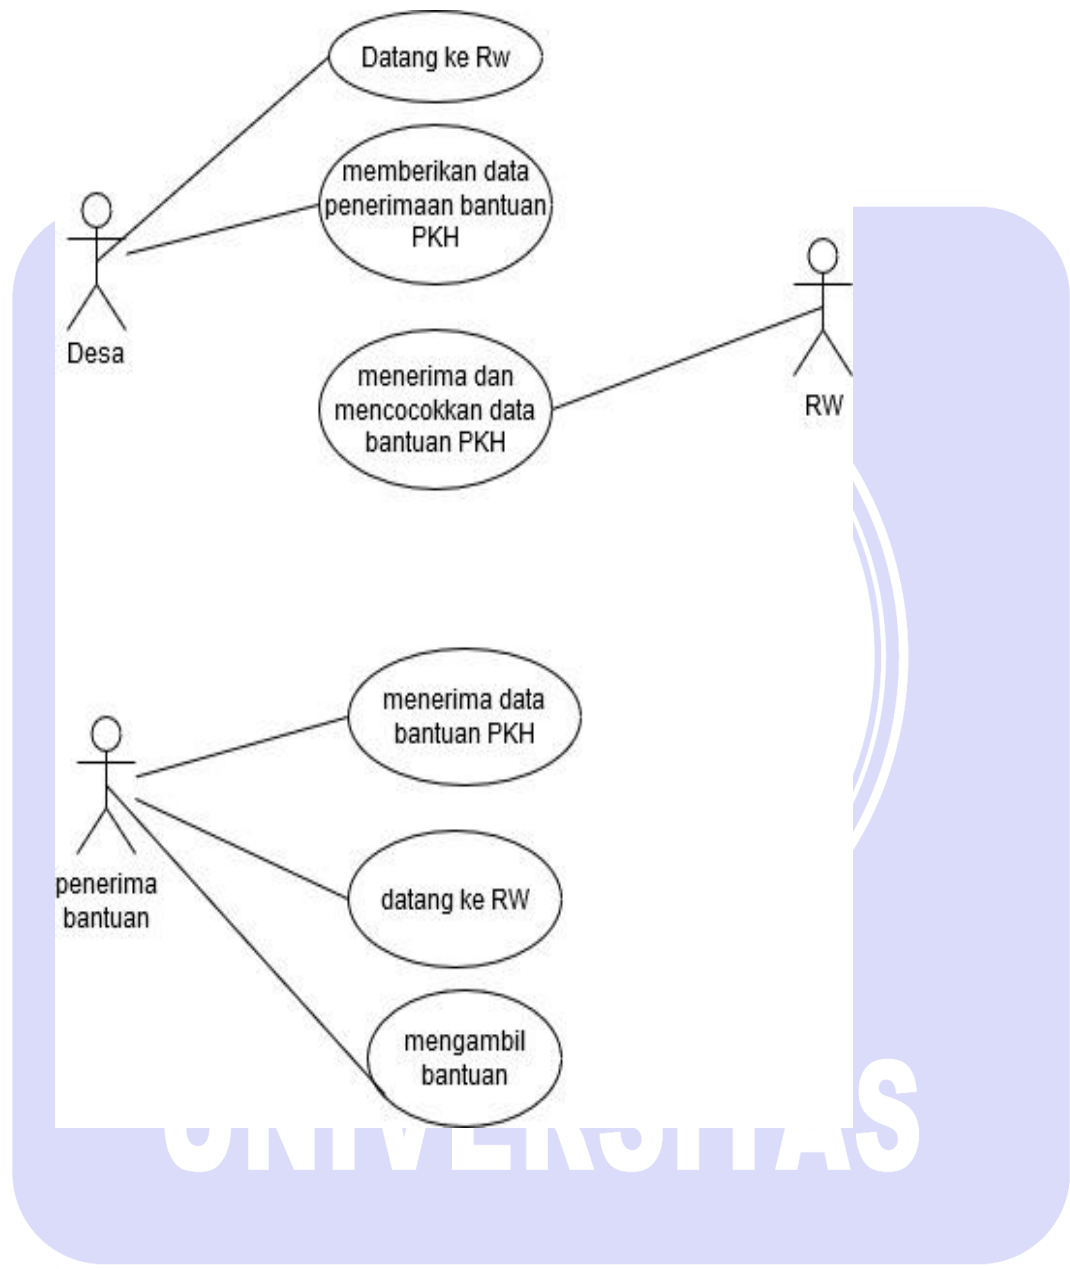 Datang ke Rw
memberikan data
penerimaan bantuan
PKH
Desa
menerima dan
mencocokkan data
bantuan PKH
RW
menerima data
bantuan PKH
penerima
bantuan
datang ke RW
mengambil
bantuan
UNIVERSITAS